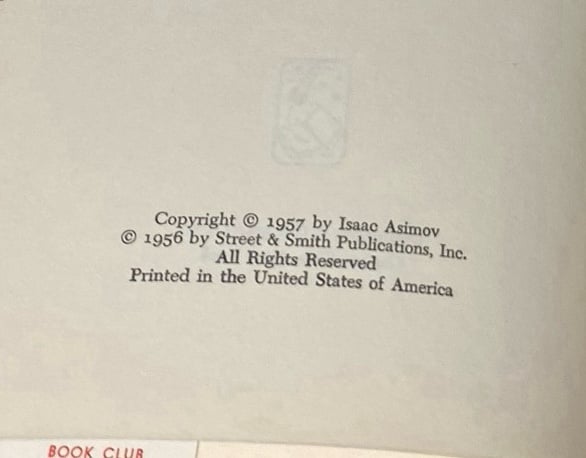 Copyright © 1957 by Isaac Asimov
© 1956 by Street & Smith Publications, Inc.
All Rights Reserved
Printed in the United States of America
BOOK CLUB